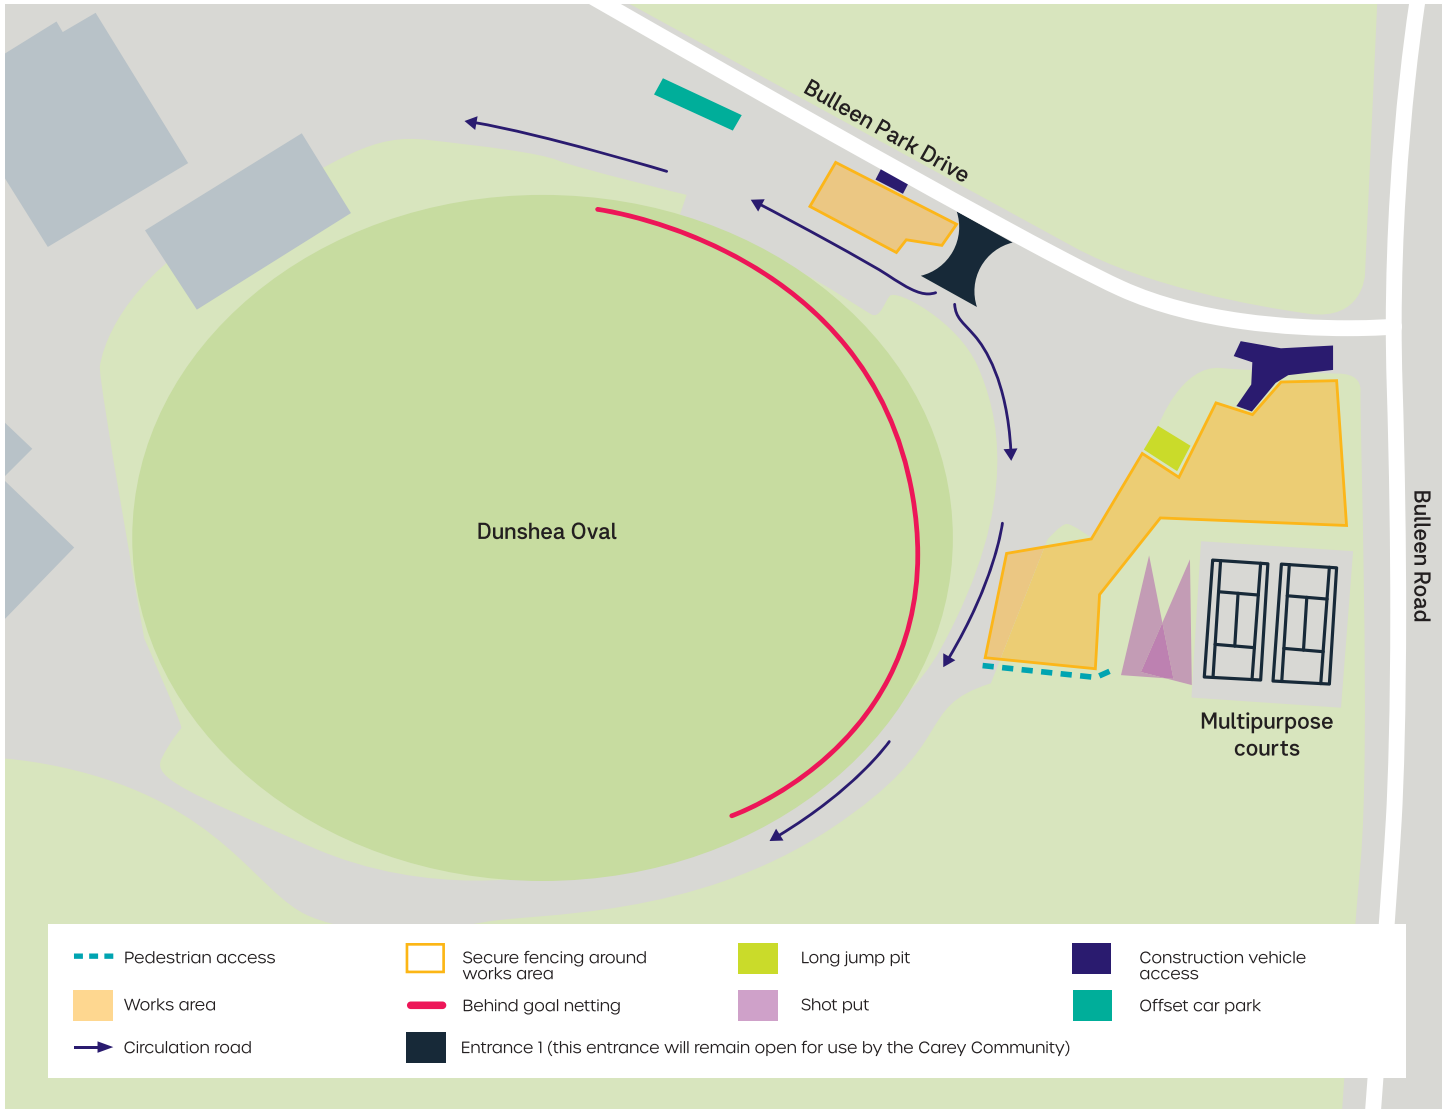 Bulleen Park Drive
Dunshea Oval
Bulleen Road
Multipurpose
courts
Pedestrian access
Secure fencing around
works area
Long jump pit
Construction vehicle
access
Works area
Behind goal netting
Shot put
Offset car park
Circulation road
Entrance 1 (this entrance will remain open for use by the Carey Community)